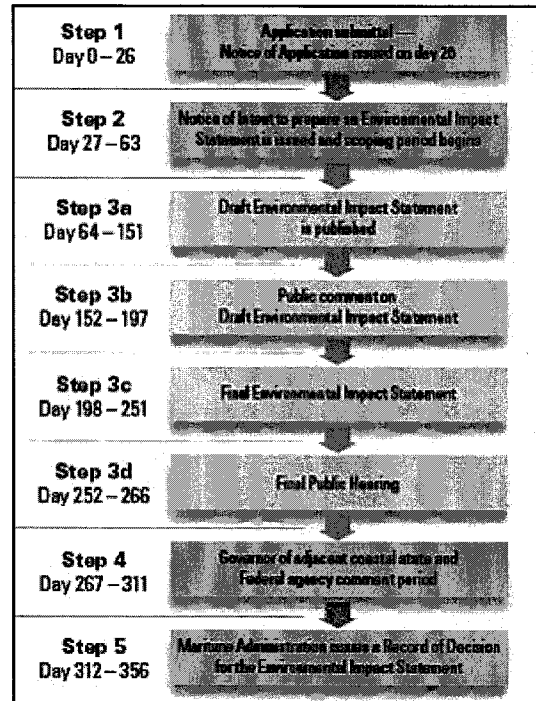 Step 1
Day 0 – 26
Application submittal —
Notice of Application issued on day 26
Step 2
Day 27 – 63
Notice of Intent to prepare an Environmental Impact
Statement is issued and scoping period begins
Step 3a
Day 64 – 151
Draft Environmental Impact Statement
is published
Step 3b
Day 152 – 197
Public comment on
Draft Environmental Impact Statement
Step 3c
Day 198 – 251
Final Environmental Impact Statement
Step 3d
Day 252 – 266
Final Public Hearing
Step 4
Day 267 – 311
Governor of adjacent coastal state and
Federal agency comment period
Step 5
Day 312 – 356
Maritime Administration issues a Record of Decision
for the Environmental Impact Statement